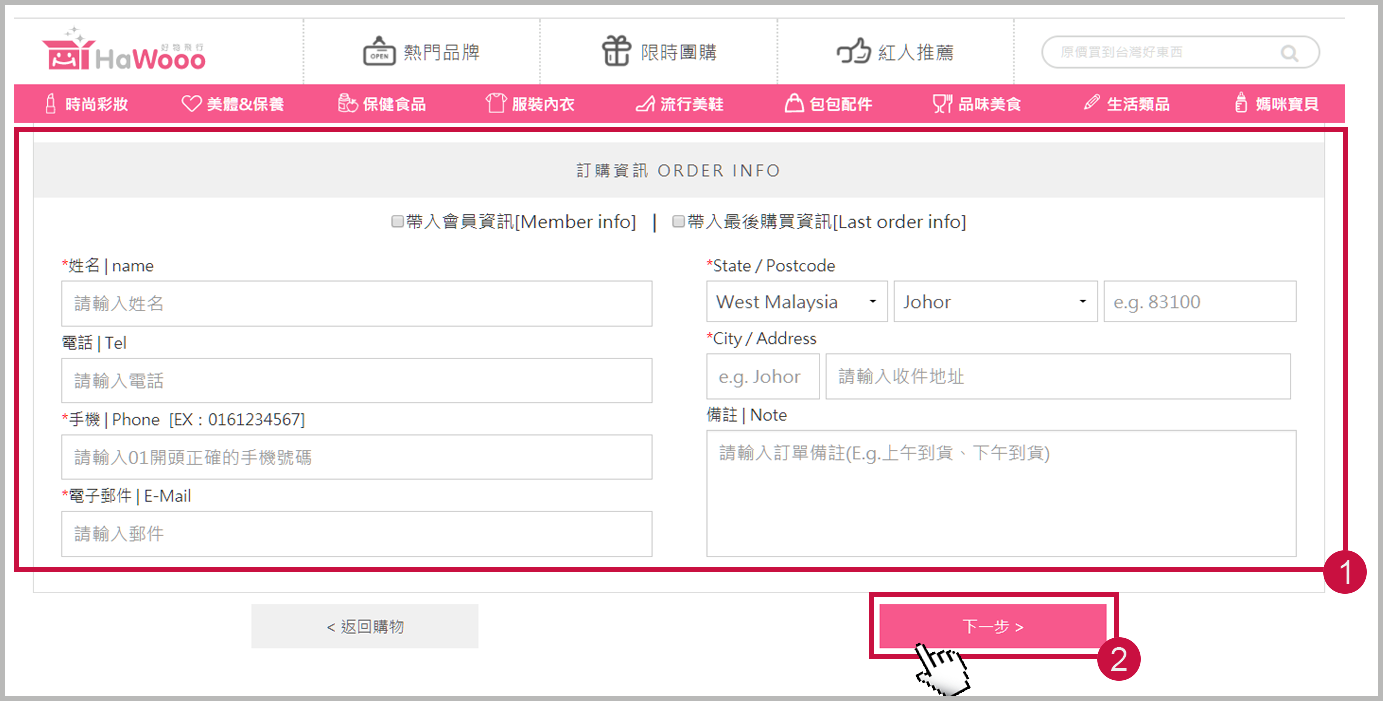 好物飛行
HaWooo
OPEN
熱門品牌
限時團購
紅人推薦
原價買到台灣好東西
時尚彩妝
美體&保養
保健食品
服裝內衣
流行美鞋
包包配件
品味美食
生活類品
媽咪寶貝
訂購資訊 ORDER INFO
帶入會員資訊[Member info] | 帶入最後購買資訊[Last order info]
*姓名 | name
請輸入姓名
電話 | Tel
請輸入電話
*手機 | Phone [EX：0161234567]
請輸入01開頭正確的手機號碼
*電子郵件 | E-Mail
請輸入郵件
*State / Postcode
West Malaysia
Johor
e.g. 83100
*City / Address
e.g. Johor
請輸入收件地址
備註 | Note
請輸入訂單備註(E.g.上午到貨、下午到貨)
1
< 返回購物
下一步 >
2